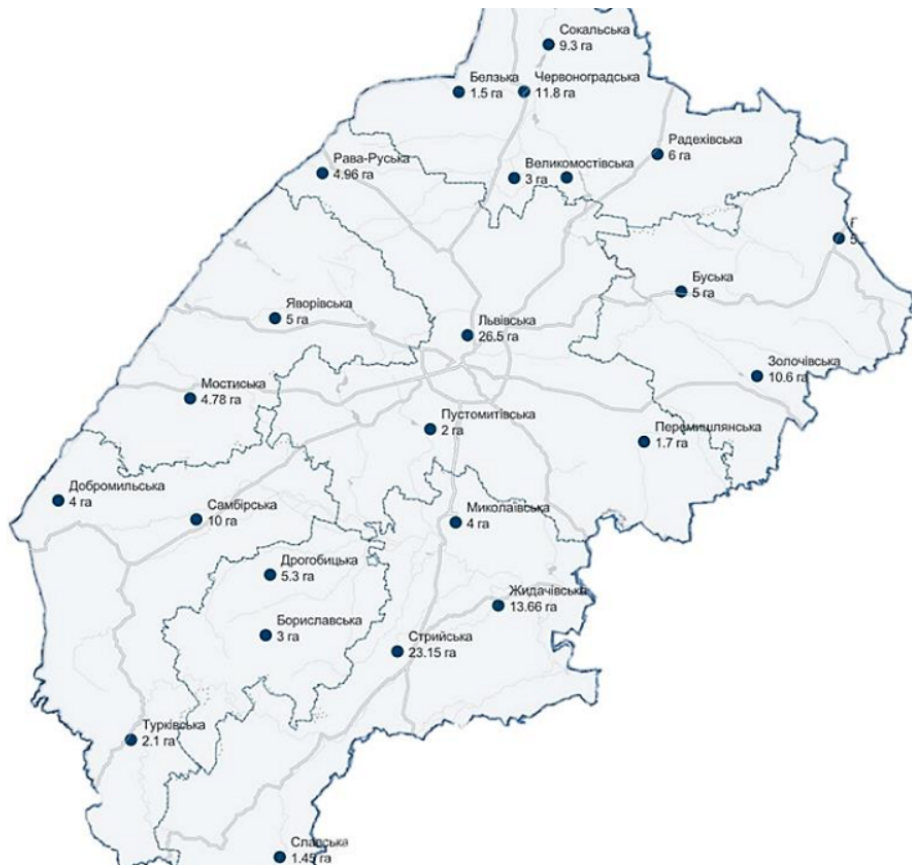 Сокальська
9.3 га
Белзька
1.5 га
Червоноградська
11.8 га
Радехівська
6 га
Рава-Руська
4.96 га
Великомостівська
3 га
Буська
5 га
Яворівська
5 га
Львівська
26.5 га
Золочівська
10.6 га
Мостиська
4.78 га
Пустомитівська
2 га
Перемишлянська
1.7 га
Добромильська
4 га
Самбірська
10 га
Миколаївська
4 га
Дрогобицька
5.3 га
Жидачівська
13.66 га
Бориславська
3 га
Стрийська
23.15 га
Турківська
2.1 га
Славська
1.45 га